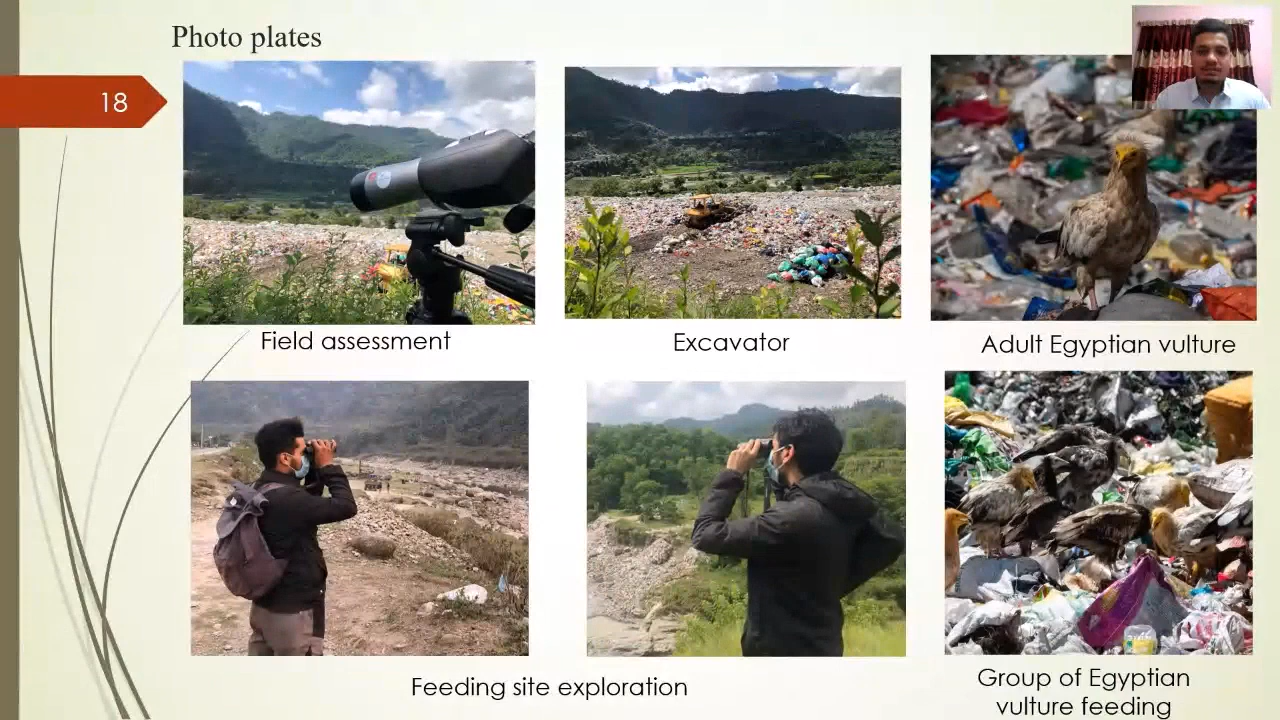 Photo plates
18
Field assessment
Excavator
Adult Egyptian vulture
Feeding site exploration
Group of Egyptian
vulture feeding